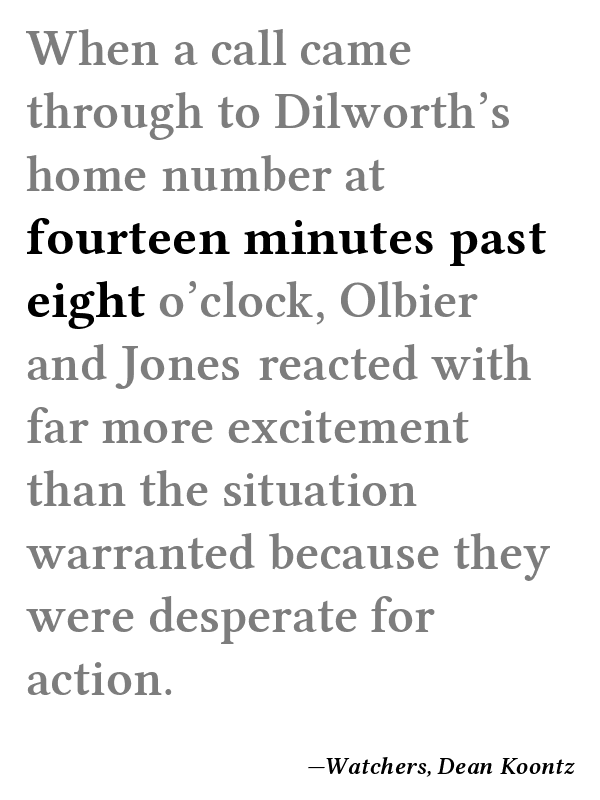 When a call came
through to Dilworth’s
home number at
fourteen minutes past
eight o’clock, Olbier
and Jones reacted with
far more excitement
than the situation
warranted because they
were desperate for
action.
—Watchers, Dean Koontz